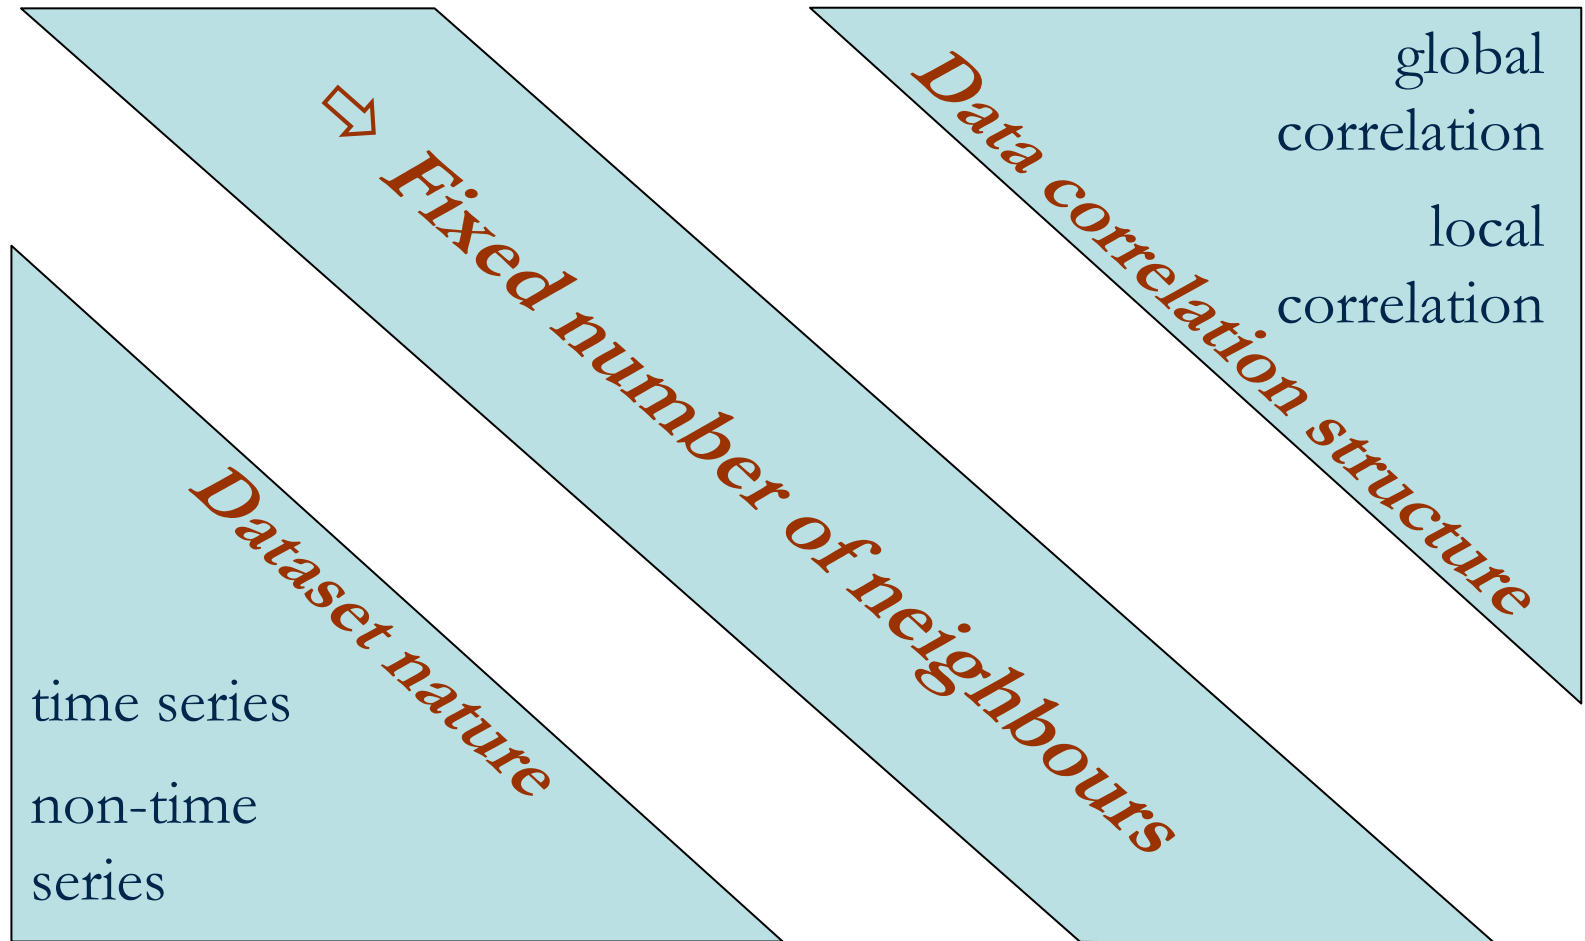 global
correlation
local
correlation
Data correlation structure
Fixed number of neighbours
Dataset nature
time series
non-time
series